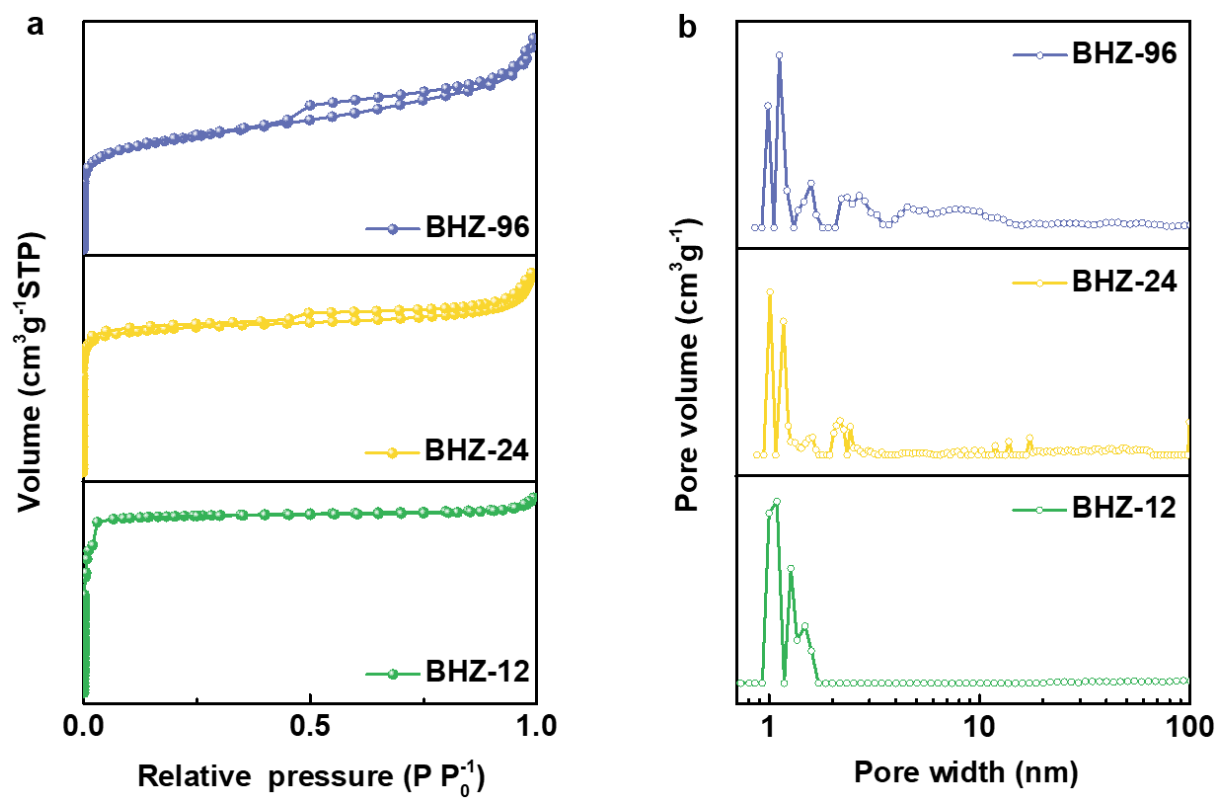 a
BHZ-96
BHZ-24
BHZ-12
Volume (cm³g⁻¹STP)
0.0
0.5
1.0
Relative pressure (P P₀⁻¹)
b
BHZ-96
BHZ-24
BHZ-12
Pore volume (cm³g⁻¹)
1
10
100
Pore width (nm)